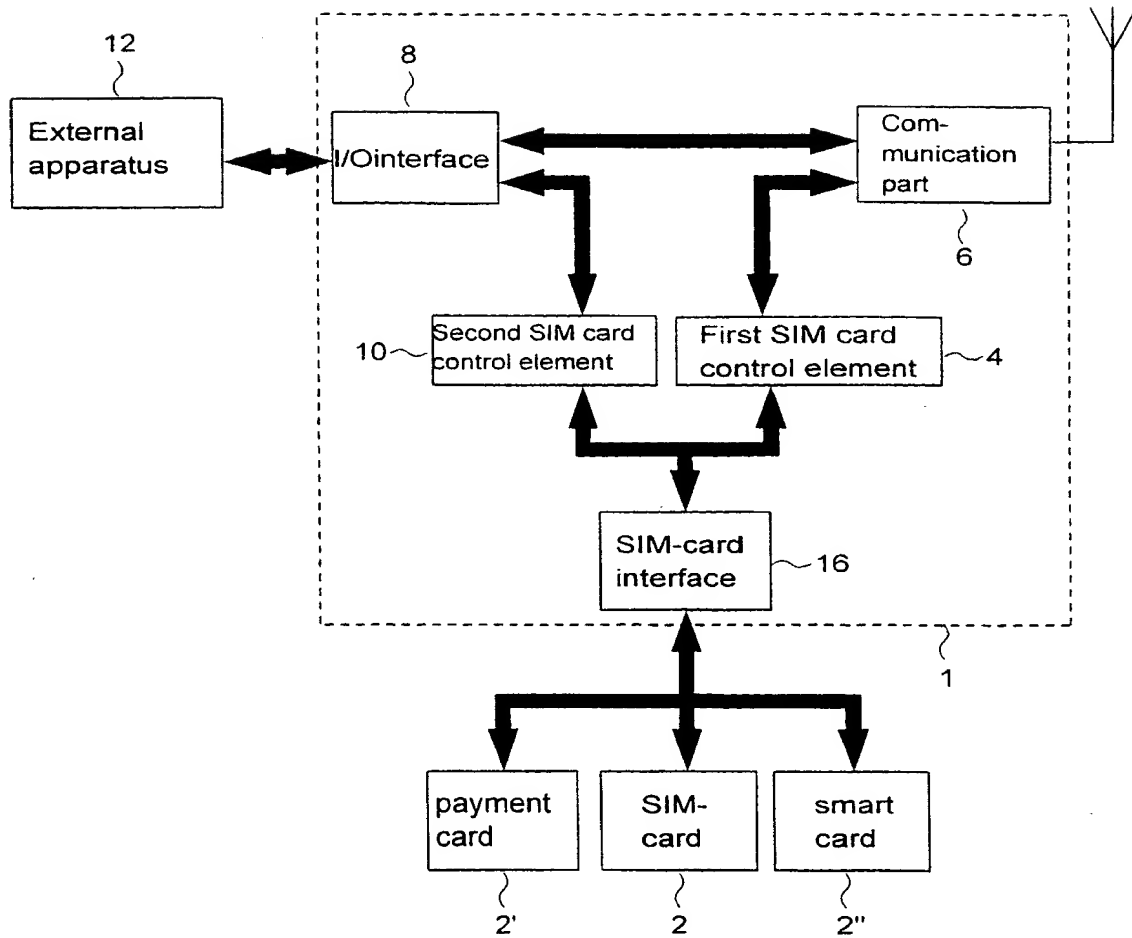 12
8
External
apparatus
I/Ointerface
Com-
munication
part
6
10
Second SIM card
control element
First SIM card
control element
4
SIM-card
interface
16
1
payment
card
SIM-
card
smart
card
2'
2
2"